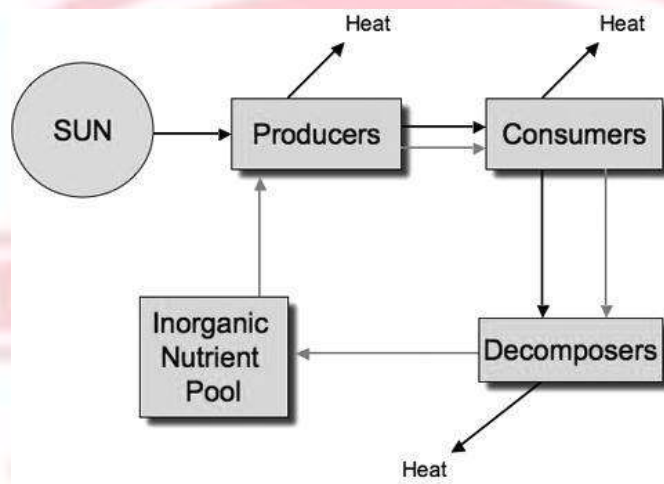 Heat
Heat
SUN
Producers
Consumers
Inorganic
Nutrient
Pool
Decomposers
Heat